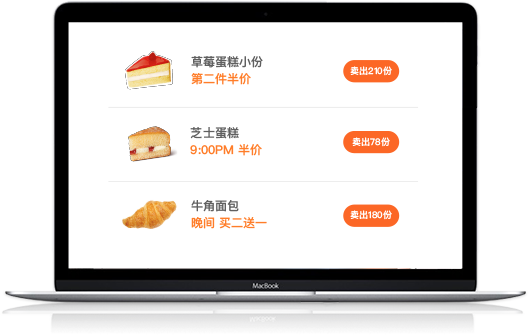 草莓蛋糕小份
第二件半价
卖出210份
芝士蛋糕
9:00PM 半价
卖出76份
牛角面包
晚间 买二送一
卖出180份
MacBook